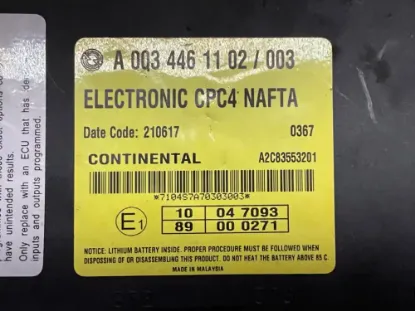 A 003 446 11 02 / 003
ELECTRONIC CPC4 NAFTA
Date Code: 210617 0367
CONTINENTAL A2C83553201
*7104S7A70303003*
E1
10 04 7093
89 00 0271
NOTICE: LITHIUM BATTERY INSIDE. PROPER PROCEDURE MUST BE FOLLOWED WHEN
DISPOSING OF OR DISASSEMBLING THIS PRODUCT. DO NOT HEAT THE BATTERY ABOVE 85 C.
MADE IN MALAYSIA
have unintended results.
Only replace with an ECU that has
inputs and outputs programmed.